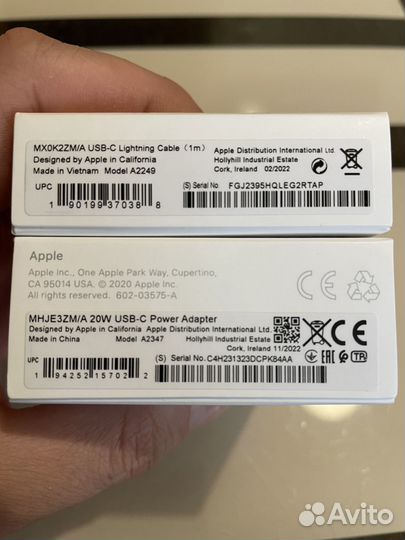 MX0K2ZM/A USB-C Lightning Cable (1m)
Designed by Apple in California
Made in Vietnam Model A2249
Apple Distribution International Ltd.
Hollyhill Industrial Estate
Cork, Ireland 02/2022
UPC
1 90199 37038 8
(S) Serial No. FGJ2395HQLEG2RTAP
Apple
Apple Inc., One Apple Park Way, Cupertino,
CA 95014 USA. © 2020 Apple Inc.
All rights reserved. 602-03575-A
CE
MHJE3ZM/A 20W USB-C Power Adapter
Designed by Apple in California Apple Distribution International Ltd.
Made in China Model A2347 Hollyhill Industrial Estate
Cork, Ireland 11/2022
UPC
1 94252 15702 2
(S) Serial No. C4H231323DCPK84AA
EAC
TR
Avito